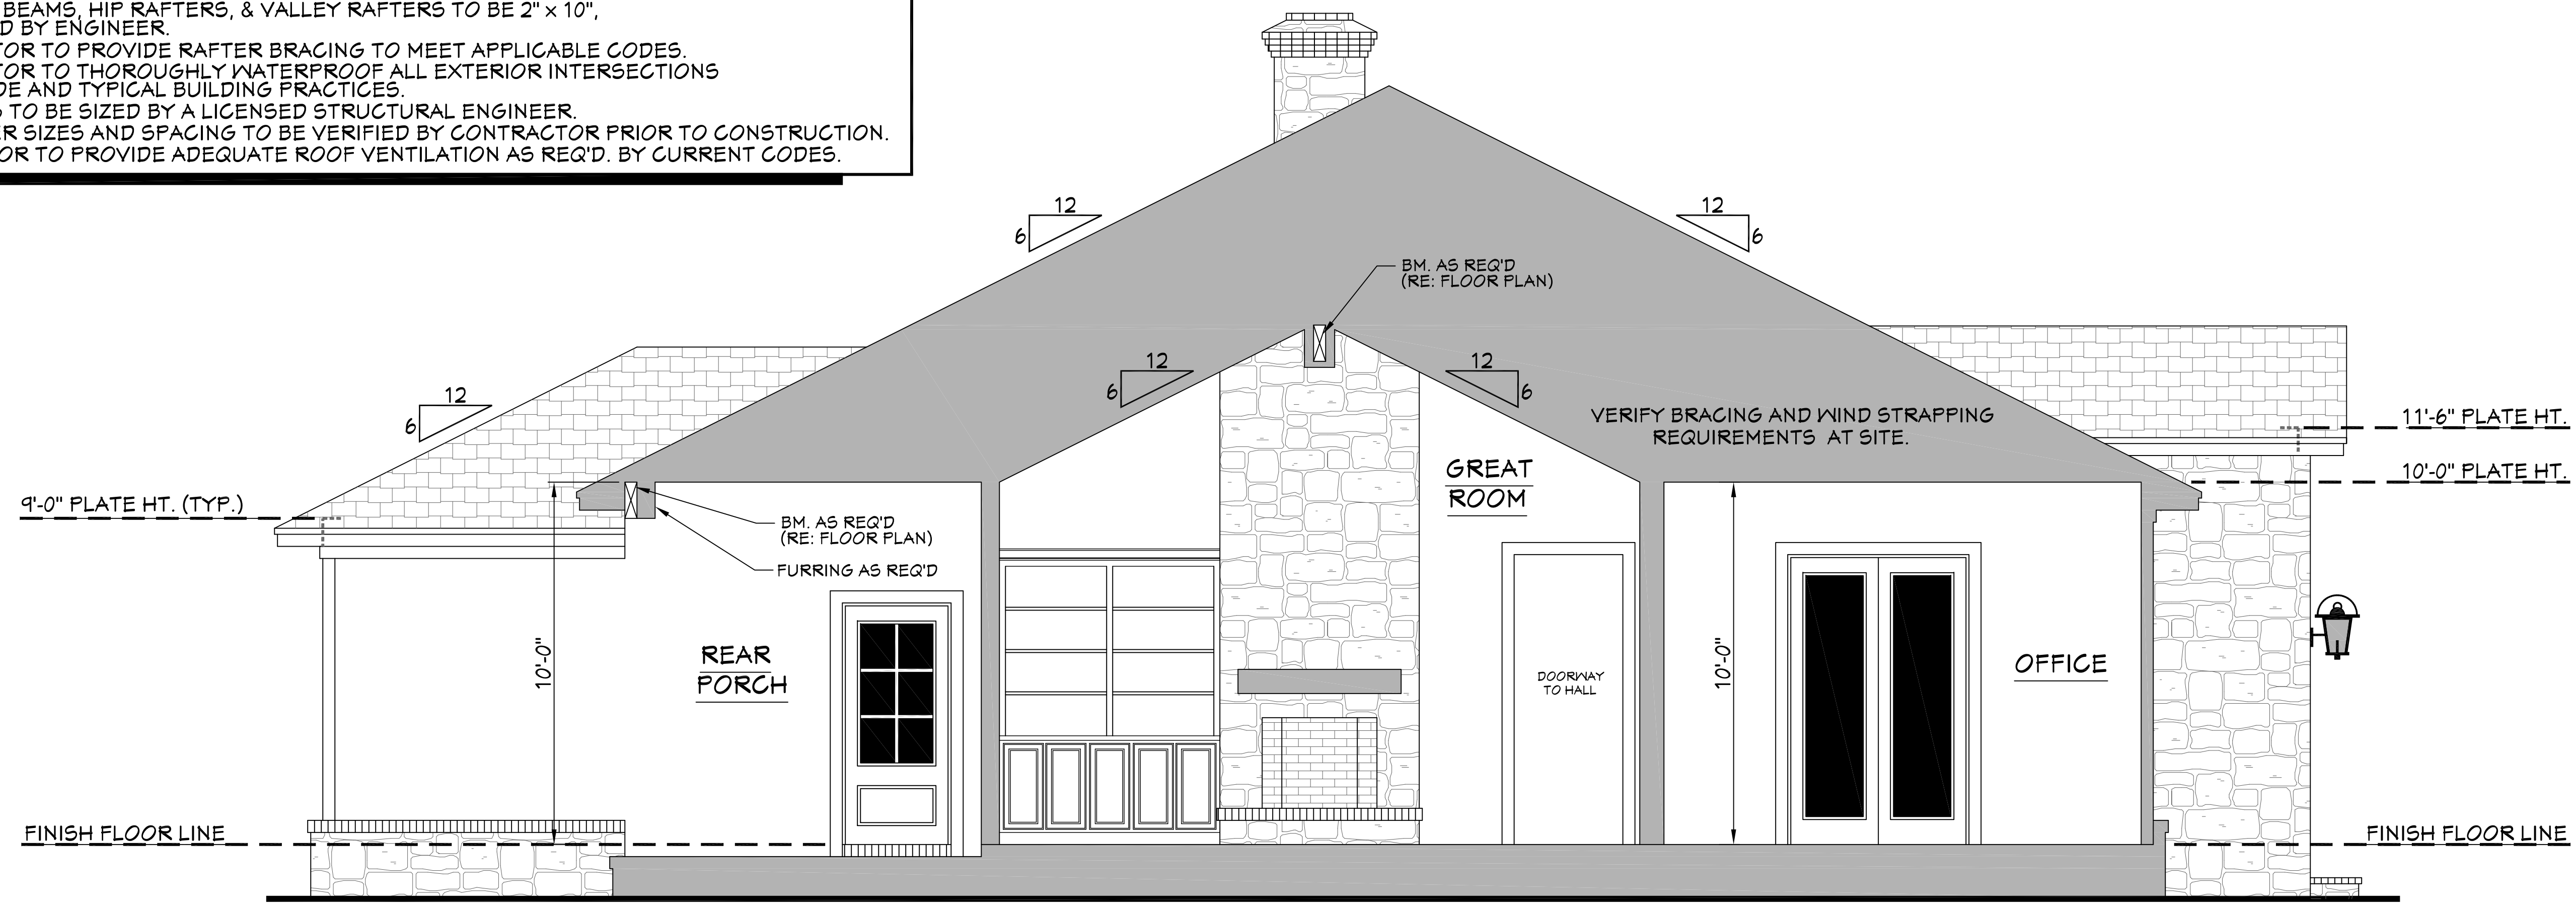 BEAMS, HIP RAFTERS, & VALLEY RAFTERS TO BE 2" x 10",
D BY ENGINEER.
TOR TO PROVIDE RAFTER BRACING TO MEET APPLICABLE CODES.
TOR TO THOROUGHLY WATERPROOF ALL EXTERIOR INTERSECTIONS
DE AND TYPICAL BUILDING PRACTICES.
S TO BE SIZED BY A LICENSED STRUCTURAL ENGINEER.
ER SIZES AND SPACING TO BE VERIFIED BY CONTRACTOR PRIOR TO CONSTRUCTION.
OR TO PROVIDE ADEQUATE ROOF VENTILATION AS REQ'D. BY CURRENT CODES.
12
6
12
6
BM. AS REQ'D
(RE: FLOOR PLAN)
12
6
12
6
12
6
VERIFY BRACING AND WIND STRAPPING
REQUIREMENTS AT SITE.
11'-6" PLATE HT.
10'-0" PLATE HT.
9'-0" PLATE HT. (TYP.)
GREAT
ROOM
BM. AS REQ'D
(RE: FLOOR PLAN)
FURRING AS REQ'D
10'-0"
REAR
PORCH
DOORWAY
TO HALL
10'-0"
OFFICE
FINISH FLOOR LINE
FINISH FLOOR LINE